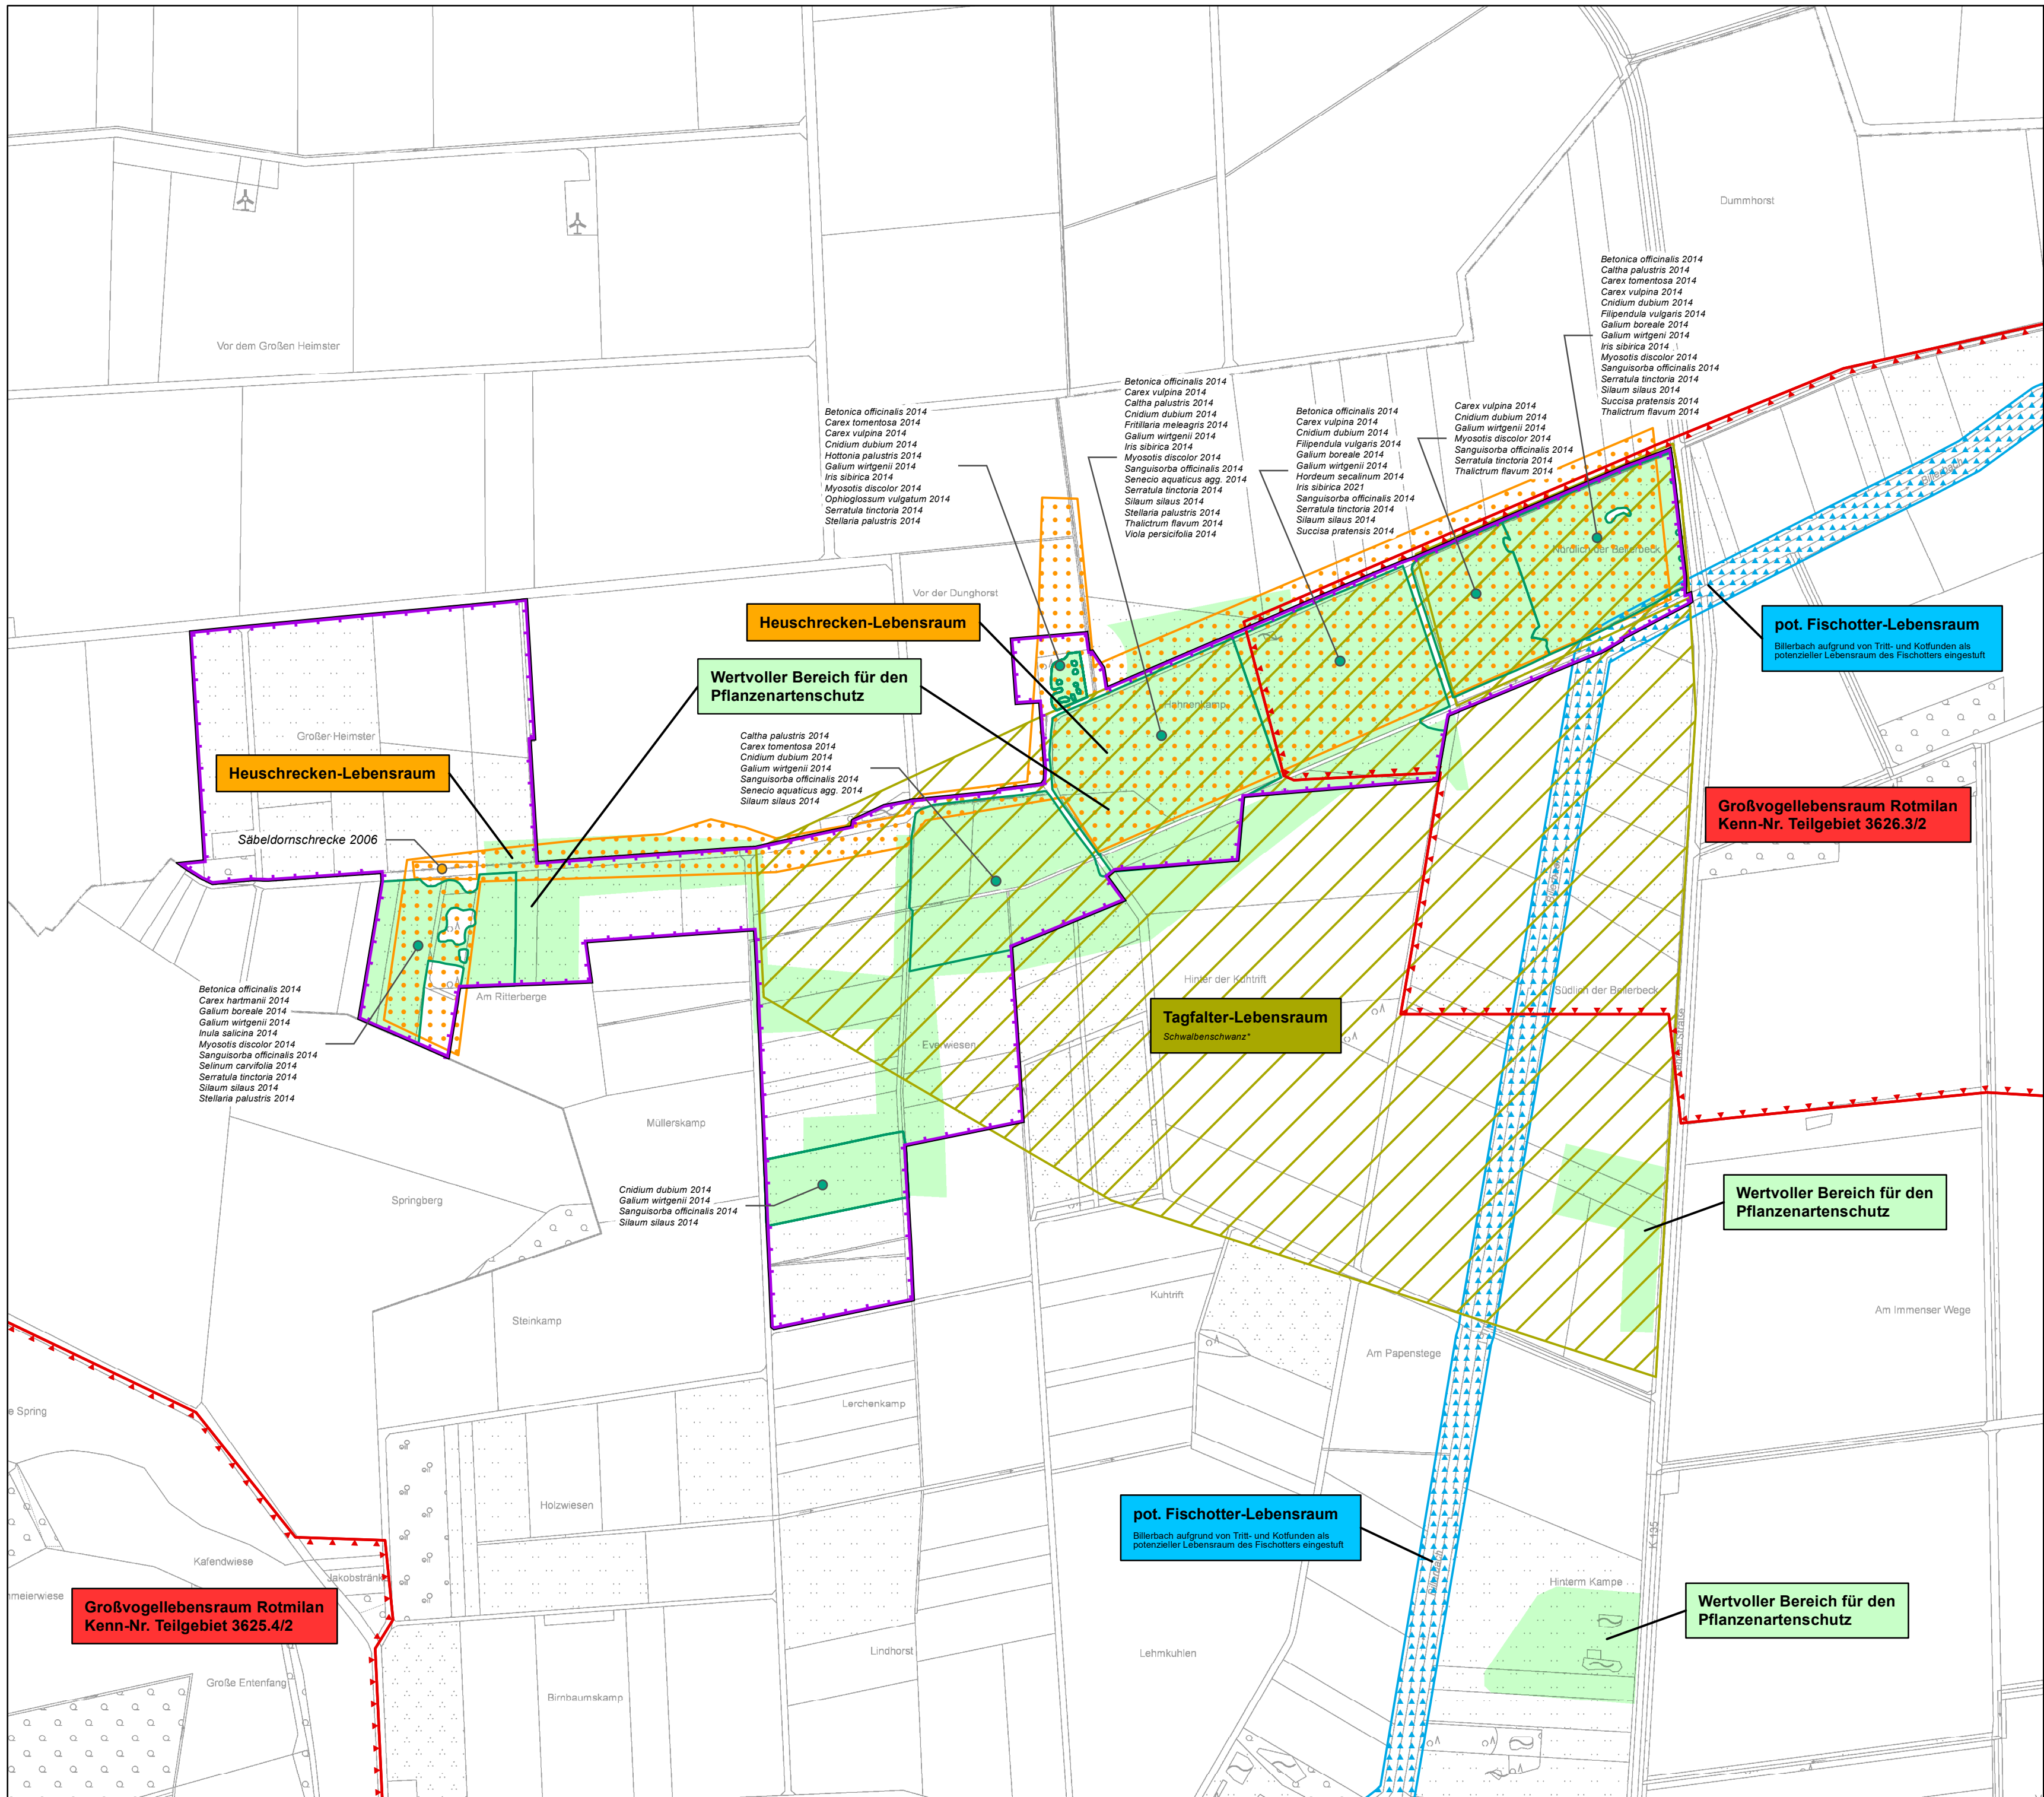 Dummhorst
Betonica officinalis 2014
Caltha palustris 2014
Carex tomentosa 2014
Carex vulpina 2014
Cnidium dubium 2014
Filipendula vulgaris 2014
Galium boreale 2014
Galium wirtgeni 2014
Iris sibirica 2014
Myosotis discolor 2014
Sanguisorba officinalis 2014
Serratula tinctoria 2014
Silaum silaus 2014
Succisa pratensis 2014
Thalictrum flavum 2014
Vor dem Großen Heimster
Betonica officinalis 2014
Carex vulpina 2014
Caltha palustris 2014
Cnidium dubium 2014
Fritillaria meleagris 2014
Galium wirtgenii 2014
Iris sibirica 2014
Myosotis discolor 2014
Sanguisorba officinalis 2014
Senecio aquaticus agg. 2014
Serratula tinctoria 2014
Silaum silaus 2014
Stellaria palustris 2014
Thalictrum flavum 2014
Viola persicifolia 2014
Betonica officinalis 2014
Carex tomentosa 2014
Carex vulpina 2014
Cnidium dubium 2014
Hottonia palustris 2014
Galium wirtgenii 2014
Iris sibirica 2014
Myosotis discolor 2014
Ophioglossum vulgatum 2014
Serratula tinctoria 2014
Stellaria palustris 2014
Betonica officinalis 2014
Carex vulpina 2014
Cnidium dubium 2014
Filipendula vulgaris 2014
Galium boreale 2014
Galium wirtgenii 2014
Hordeum secalinum 2014
Iris sibirica 2021
Sanguisorba officinalis 2014
Serratula tinctoria 2014
Silaum silaus 2014
Succisa pratensis 2014
Carex vulpina 2014
Cnidium dubium 2014
Galium wirtgenii 2014
Myosotis discolor 2014
Sanguisorba officinalis 2014
Serratula tinctoria 2014
Thalictrum flavum 2014
Billerbach
Nördlich der Bellerbeck
Vor der Dunghorst
Heuschrecken-Lebensraum
pot. Fischotter-Lebensraum
Billerbach aufgrund von Tritt- und Kotfunden als
potenzieller Lebensraum des Fischotters eingestuft
Wertvoller Bereich für den
Pflanzenartenschutz
Hahnenkamp
Großer Heimster
Caltha palustris 2014
Carex tomentosa 2014
Cnidium dubium 2014
Galium wirtgenii 2014
Sanguisorba officinalis 2014
Senecio aquaticus agg. 2014
Silaum silaus 2014
Heuschrecken-Lebensraum
Großvogellebensraum Rotmilan
Kenn-Nr. Teilgebiet 3626.3/2
Säbeldornschrecke 2006
Billerbach
Hinter der Kuhtrift
Südlich der Bellerbeck
Betonica officinalis 2014
Carex hartmanii 2014
Galium boreale 2014
Galium wirtgenii 2014
Inula salicina 2014
Myosotis discolor 2014
Sanguisorba officinalis 2014
Selinum carvifolia 2014
Serratula tinctoria 2014
Silaum silaus 2014
Stellaria palustris 2014
Am Ritterberge
Tagfalter-Lebensraum
Schwalbenschwanz*
Everwiesen
Müllerskamp
Springberg
Cnidium dubium 2014
Galium wirtgenii 2014
Sanguisorba officinalis 2014
Silaum silaus 2014
Wertvoller Bereich für den
Pflanzenartenschutz
Kuhtrift
Am Immenser Wege
Steinkamp
Am Papenstege
Lerchenkamp
e Spring
Holzwiesen
pot. Fischotter-Lebensraum
Billerbach aufgrund von Tritt- und Kotfunden als
potenzieller Lebensraum des Fischotters eingestuft
K 135
Billerbach
Kafendwiese
Jakobstränk
Hinterm Kampe
nmeierwiese
Großvogellebensraum Rotmilan
Kenn-Nr. Teilgebiet 3625.4/2
Wertvoller Bereich für den
Pflanzenartenschutz
Lindhorst
Lehmkuhlen
Große Entenfang
Birnbaumskamp